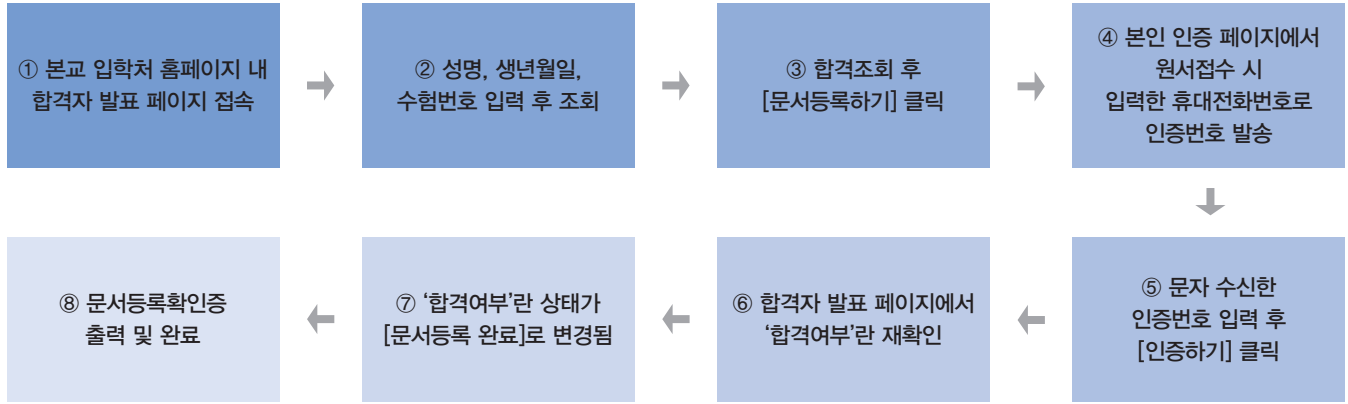 ① 본교 입학처 홈페이지 내
합격자 발표 페이지 접속
② 성명, 생년월일,
수험번호 입력 후 조회
③ 합격조회 후
[문서등록하기] 클릭
④ 본인 인증 페이지에서
원서접수 시
입력한 휴대전화번호로
인증번호 발송
⑤ 문자 수신한
인증번호 입력 후
[인증하기] 클릭
⑥ 합격자 발표 페이지에서
‘합격여부’란 재확인
⑦ ‘합격여부’란 상태가
[문서등록 완료]로 변경됨
⑧ 문서등록확인증
출력 및 완료